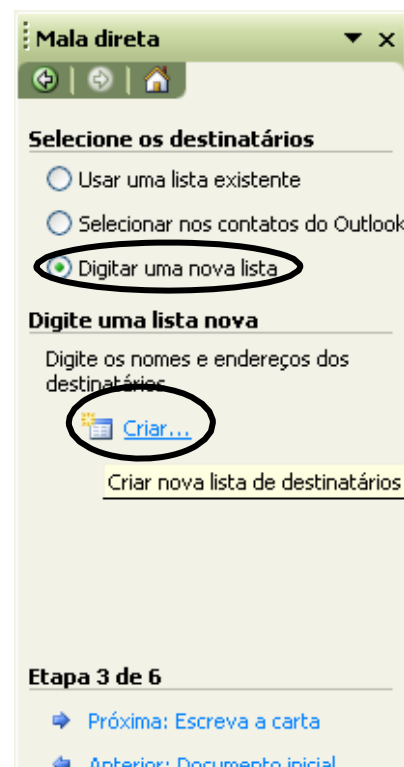 Mala direta
Selecione os destinatários
Usar uma lista existente
Selecionar nos contatos do Outlook
Digitar uma nova lista
Digite uma lista nova
Digite os nomes e endereços dos
destinatários
Criar...
Criar nova lista de destinatários
Etapa 3 de 6
Próxima: Escreva a carta
Anterior: Documento inicial